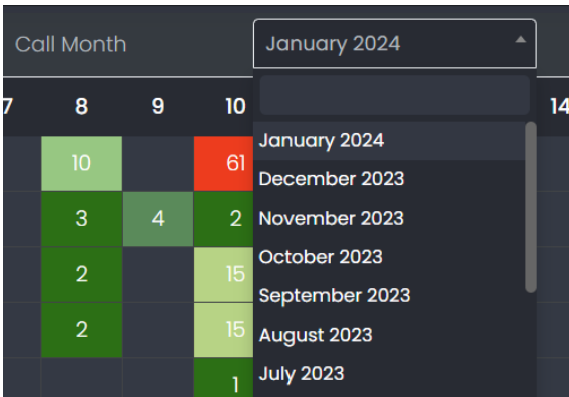 Call Month January 2024
7 8 9 10 14
January 2024
10 61
December 2023
3 4 2 November 2023
October 2023
2 15
September 2023
2 15 August 2023
July 2023
1